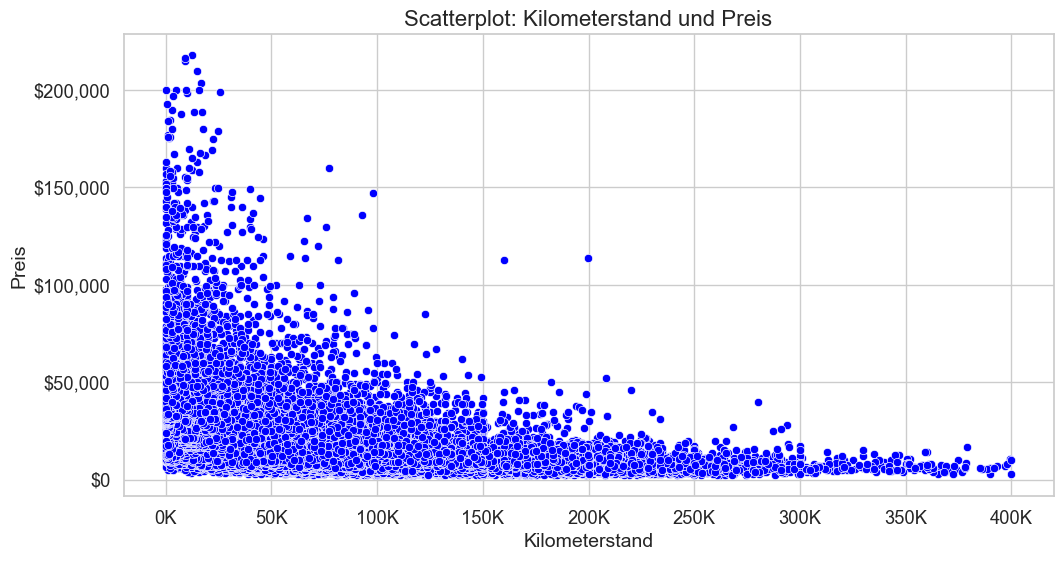 Scatterplot: Kilometerstand und Preis
Preis
$200,000
$150,000
$100,000
$50,000
$0
0K 50K 100K 150K 200K 250K 300K 350K 400K
Kilometerstand